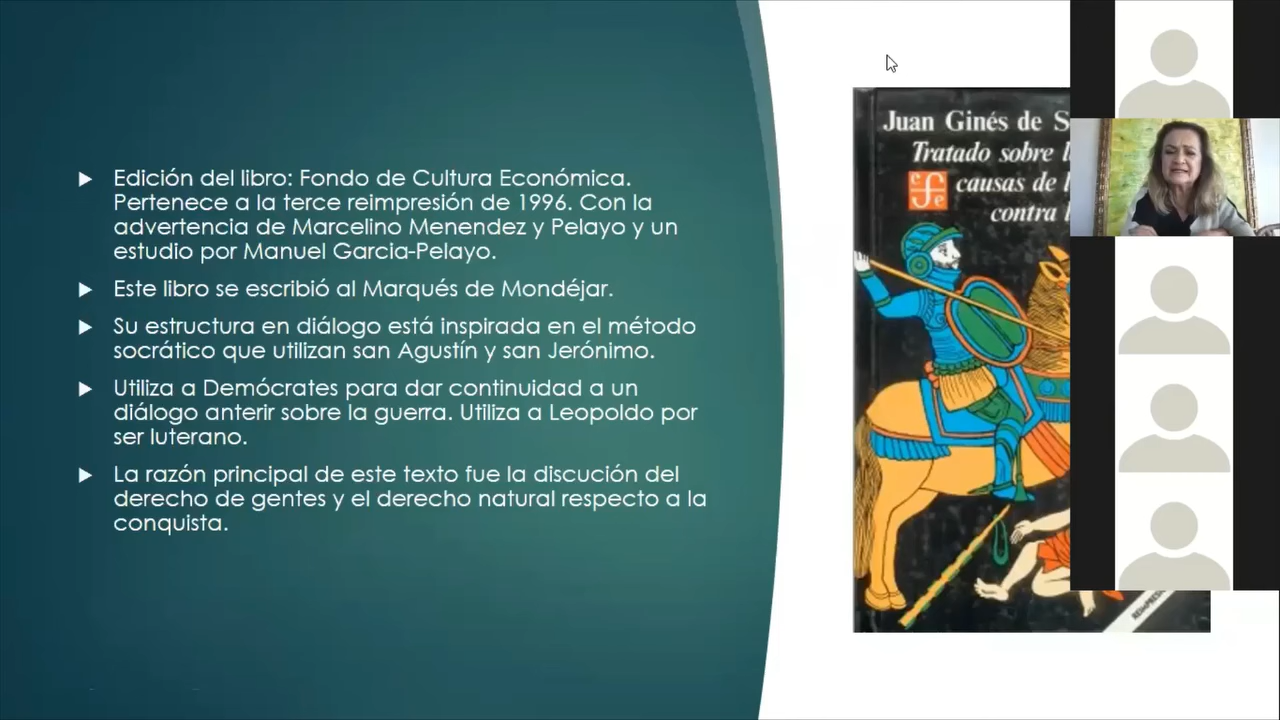 Edición del libro: Fondo de Cultura Económica.
Pertenece a la terce reimpresión de 1996. Con la
advertencia de Marcelino Menendez y Pelayo y un
estudio por Manuel Garcia-Pelayo.
Este libro se escribió al Marqués de Mondéjar.
Su estructura en diálogo está inspirada en el método
socrático que utilizan san Agustín y san Jerónimo.
Utiliza a Demócrates para dar continuidad a un
diálogo anterir sobre la guerra. Utiliza a Leopoldo por
ser luterano.
La razón principal de este texto fue la discución del
derecho de gentes y el derecho natural respecto a la
conquista.
Juan Ginés de S
Tratado sobre l
causas de l
contra l
cfe